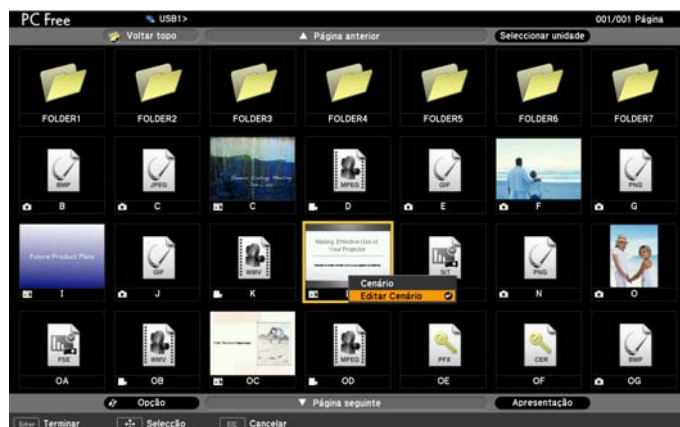 PC Free USB1> 001/001 Página
Voltar topo Página anterior Seleccionar unidade
FOLDER1 FOLDER2 FOLDER3 FOLDER4 FOLDER5 FOLDER6 FOLDER7
BMP JPEG MPEG GIF PNG
B C C D E F G
Future Product Plans GIF WMV Making Effective Use of Your Projector SIT PNG
Cenário
Editar Cenário
I J K N O
FSE WMV MPEG PFX CER BMP
OA OB OC OD OE OF OG
Opção Página seguinte Apresentação
Enter Terminar Selecção ESC Cancelar